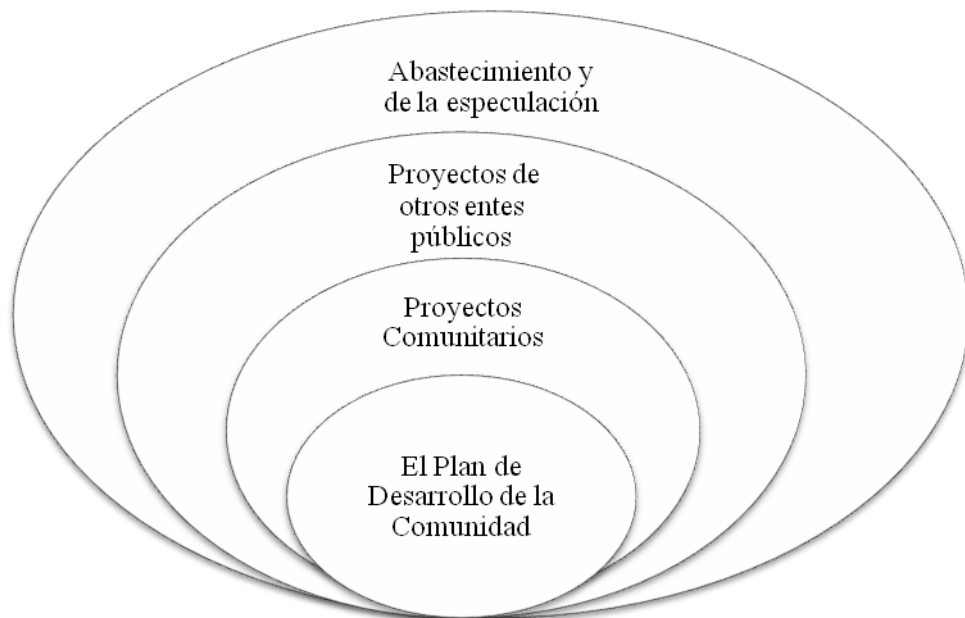 Abastecimiento y
de la especulación
Proyectos de
otros entes
públicos
Proyectos
Comunitarios
El Plan de
Desarrollo de la
Comunidad